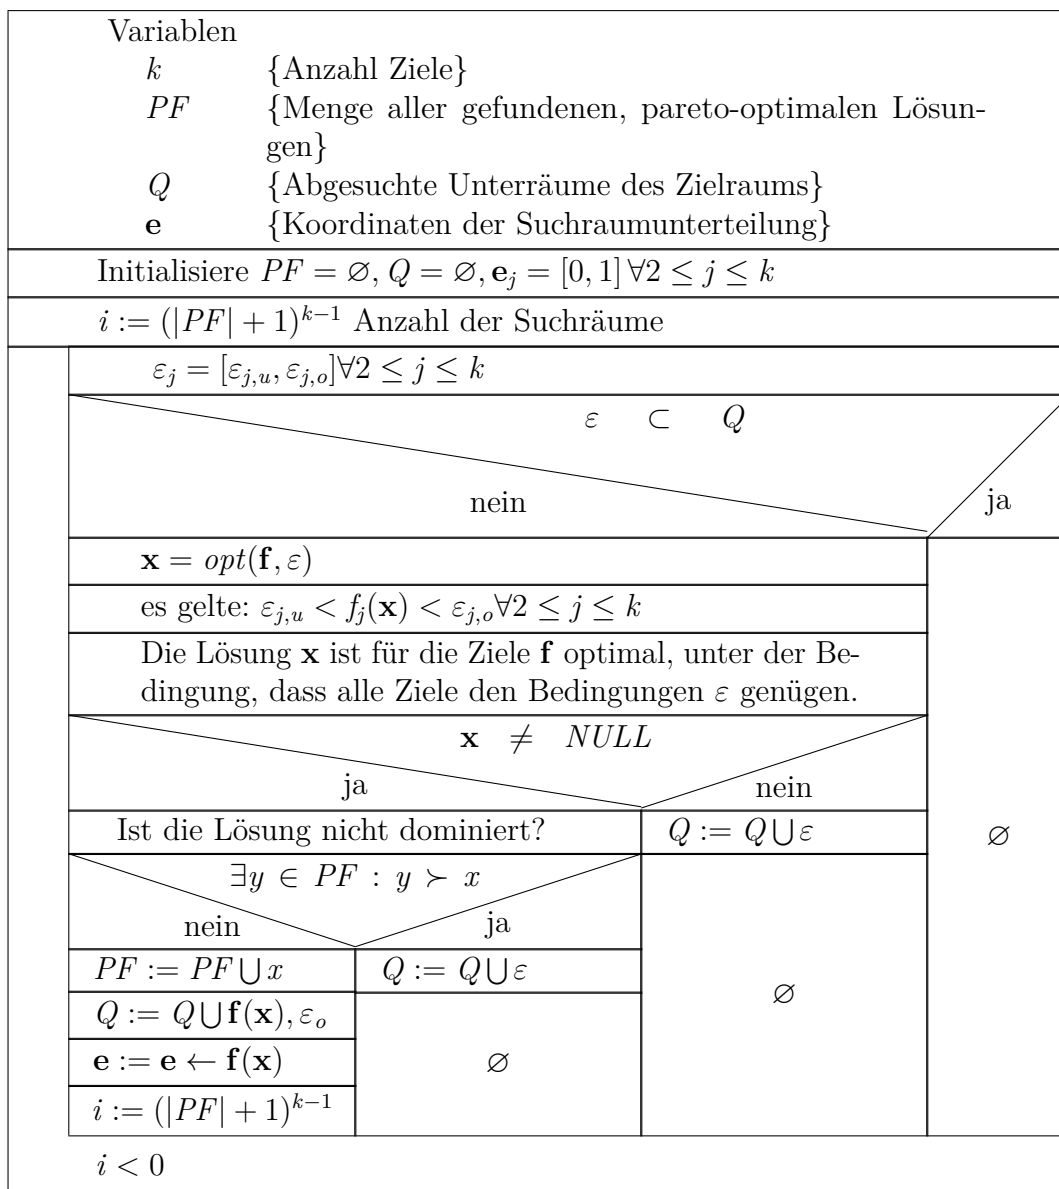 Variablen
k {Anzahl Ziele}
PF {Menge aller gefundenen, pareto-optimalen Lösun-
gen}
Q {Abgesuchte Unterräume des Zielraums}
e {Koordinaten der Suchraumunterteilung}
Initialisiere PF = ∅, Q = ∅, e_j = [0, 1] ∀2 ≤ j ≤ k
i := (|PF| + 1)^{k−1} Anzahl der Suchräume
ε_j = [ε_{j,u}, ε_{j,o}]∀2 ≤ j ≤ k
ε ⊂ Q
nein ja
x = opt(f, ε)
es gelte: ε_{j,u} < f_j(x) < ε_{j,o}∀2 ≤ j ≤ k
Die Lösung x ist für die Ziele f optimal, unter der Be-
dingung, dass alle Ziele den Bedingungen ε genügen.
x ≠ NULL
ja nein
Ist die Lösung nicht dominiert? Q := Q ⋃ ε ∅
∃y ∈ PF : y ≻ x
nein ja
PF := PF ⋃ x Q := Q ⋃ ε ∅
Q := Q ⋃ f(x), ε_o
e := e ← f(x) ∅
i := (|PF| + 1)^{k−1}
i < 0